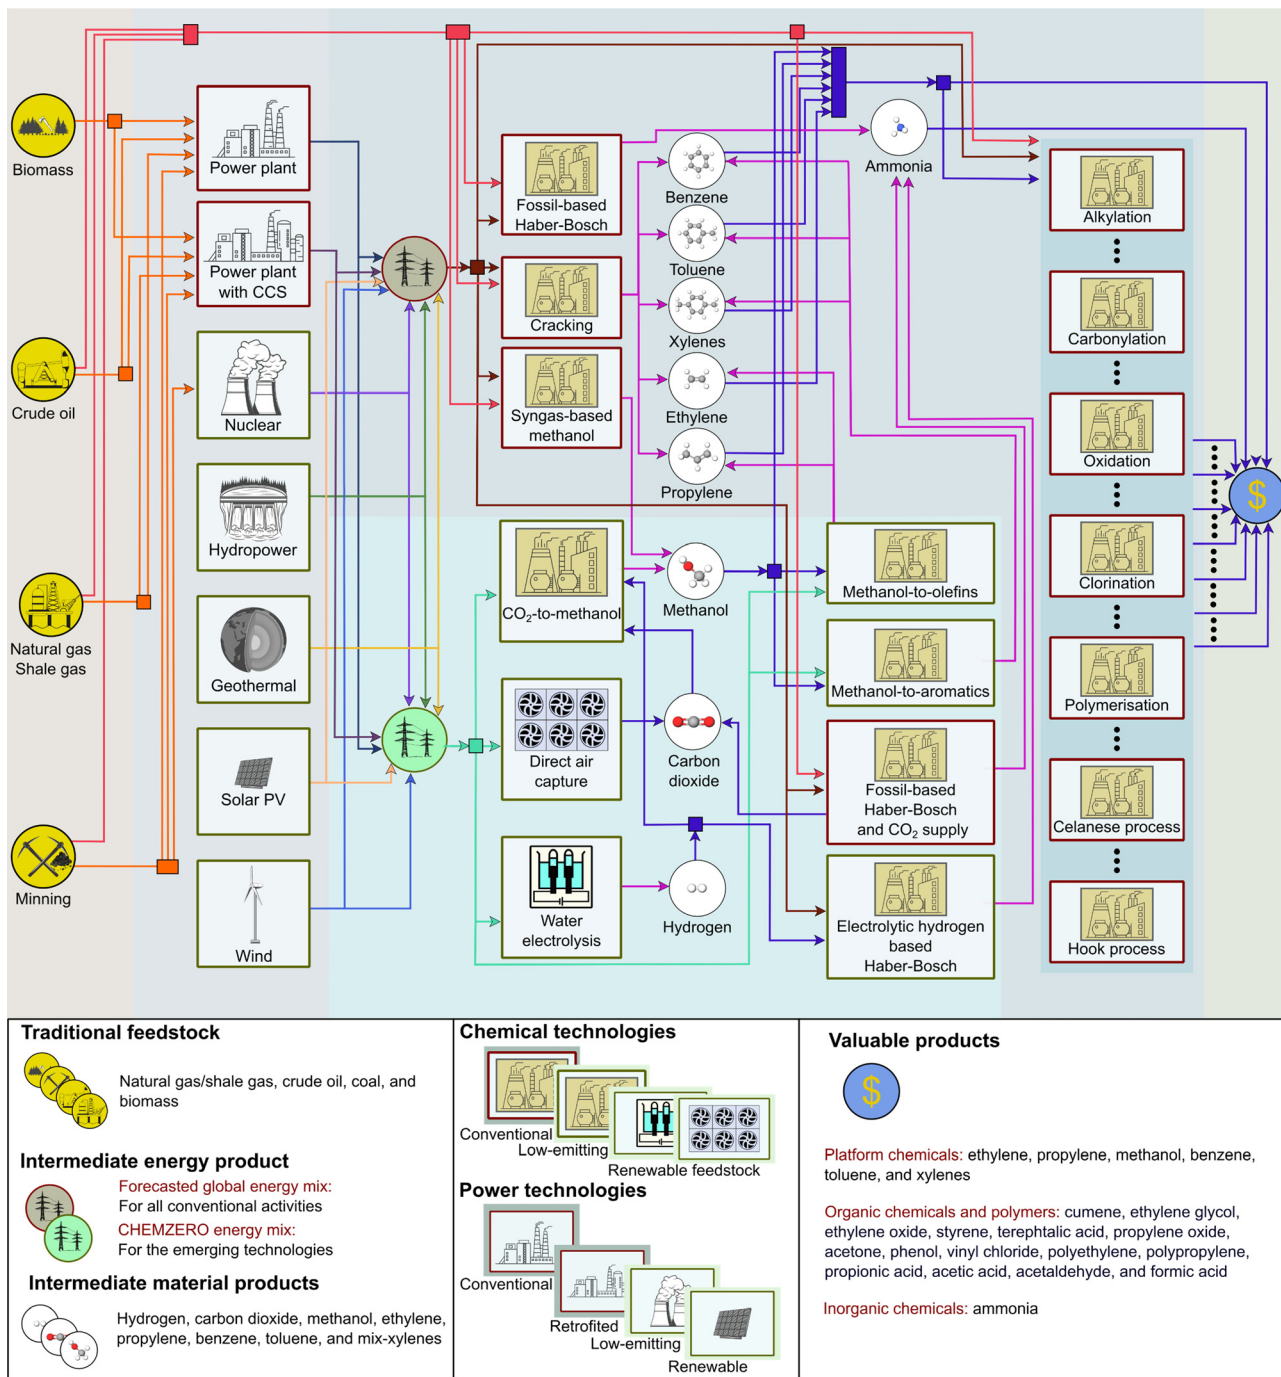 Biomass
Crude oil
Natural gas
Shale gas
Minning
Power plant
Power plant
with CCS
Nuclear
Hydropower
Geothermal
Solar PV
Wind
Fossil-based
Haber-Bosch
Cracking
Syngas-based
methanol
CO₂-to-methanol
Direct air
capture
Water
electrolysis
Benzene
Toluene
Xylenes
Ethylene
Propylene
Methanol
Carbon
dioxide
Hydrogen
Ammonia
Methanol-to-olefins
Methanol-to-aromatics
Fossil-based
Haber-Bosch
and CO₂ supply
Electrolytic hydrogen
based
Haber-Bosch
Alkylation
Carbonylation
Oxidation
Clorination
Polymerisation
Celanese process
Hook process
$
Traditional feedstock
Natural gas/shale gas, crude oil, coal, and
biomass
Intermediate energy product
Forecasted global energy mix:
For all conventional activities
CHEMZERO energy mix:
For the emerging technologies
Intermediate material products
Hydrogen, carbon dioxide, methanol, ethylene,
propylene, benzene, toluene, and mix-xylenes
Chemical technologies
Conventional
Low-emitting
Renewable feedstock
Power technologies
Conventional
Retrofited
Low-emitting
Renewable
Valuable products
$
Platform chemicals: ethylene, propylene, methanol, benzene,
toluene, and xylenes
Organic chemicals and polymers: cumene, ethylene glycol,
ethylene oxide, styrene, terephtalic acid, propylene oxide,
acetone, phenol, vinyl chloride, polyethylene, polypropylene,
propionic acid, acetic acid, acetaldehyde, and formic acid
Inorganic chemicals: ammonia